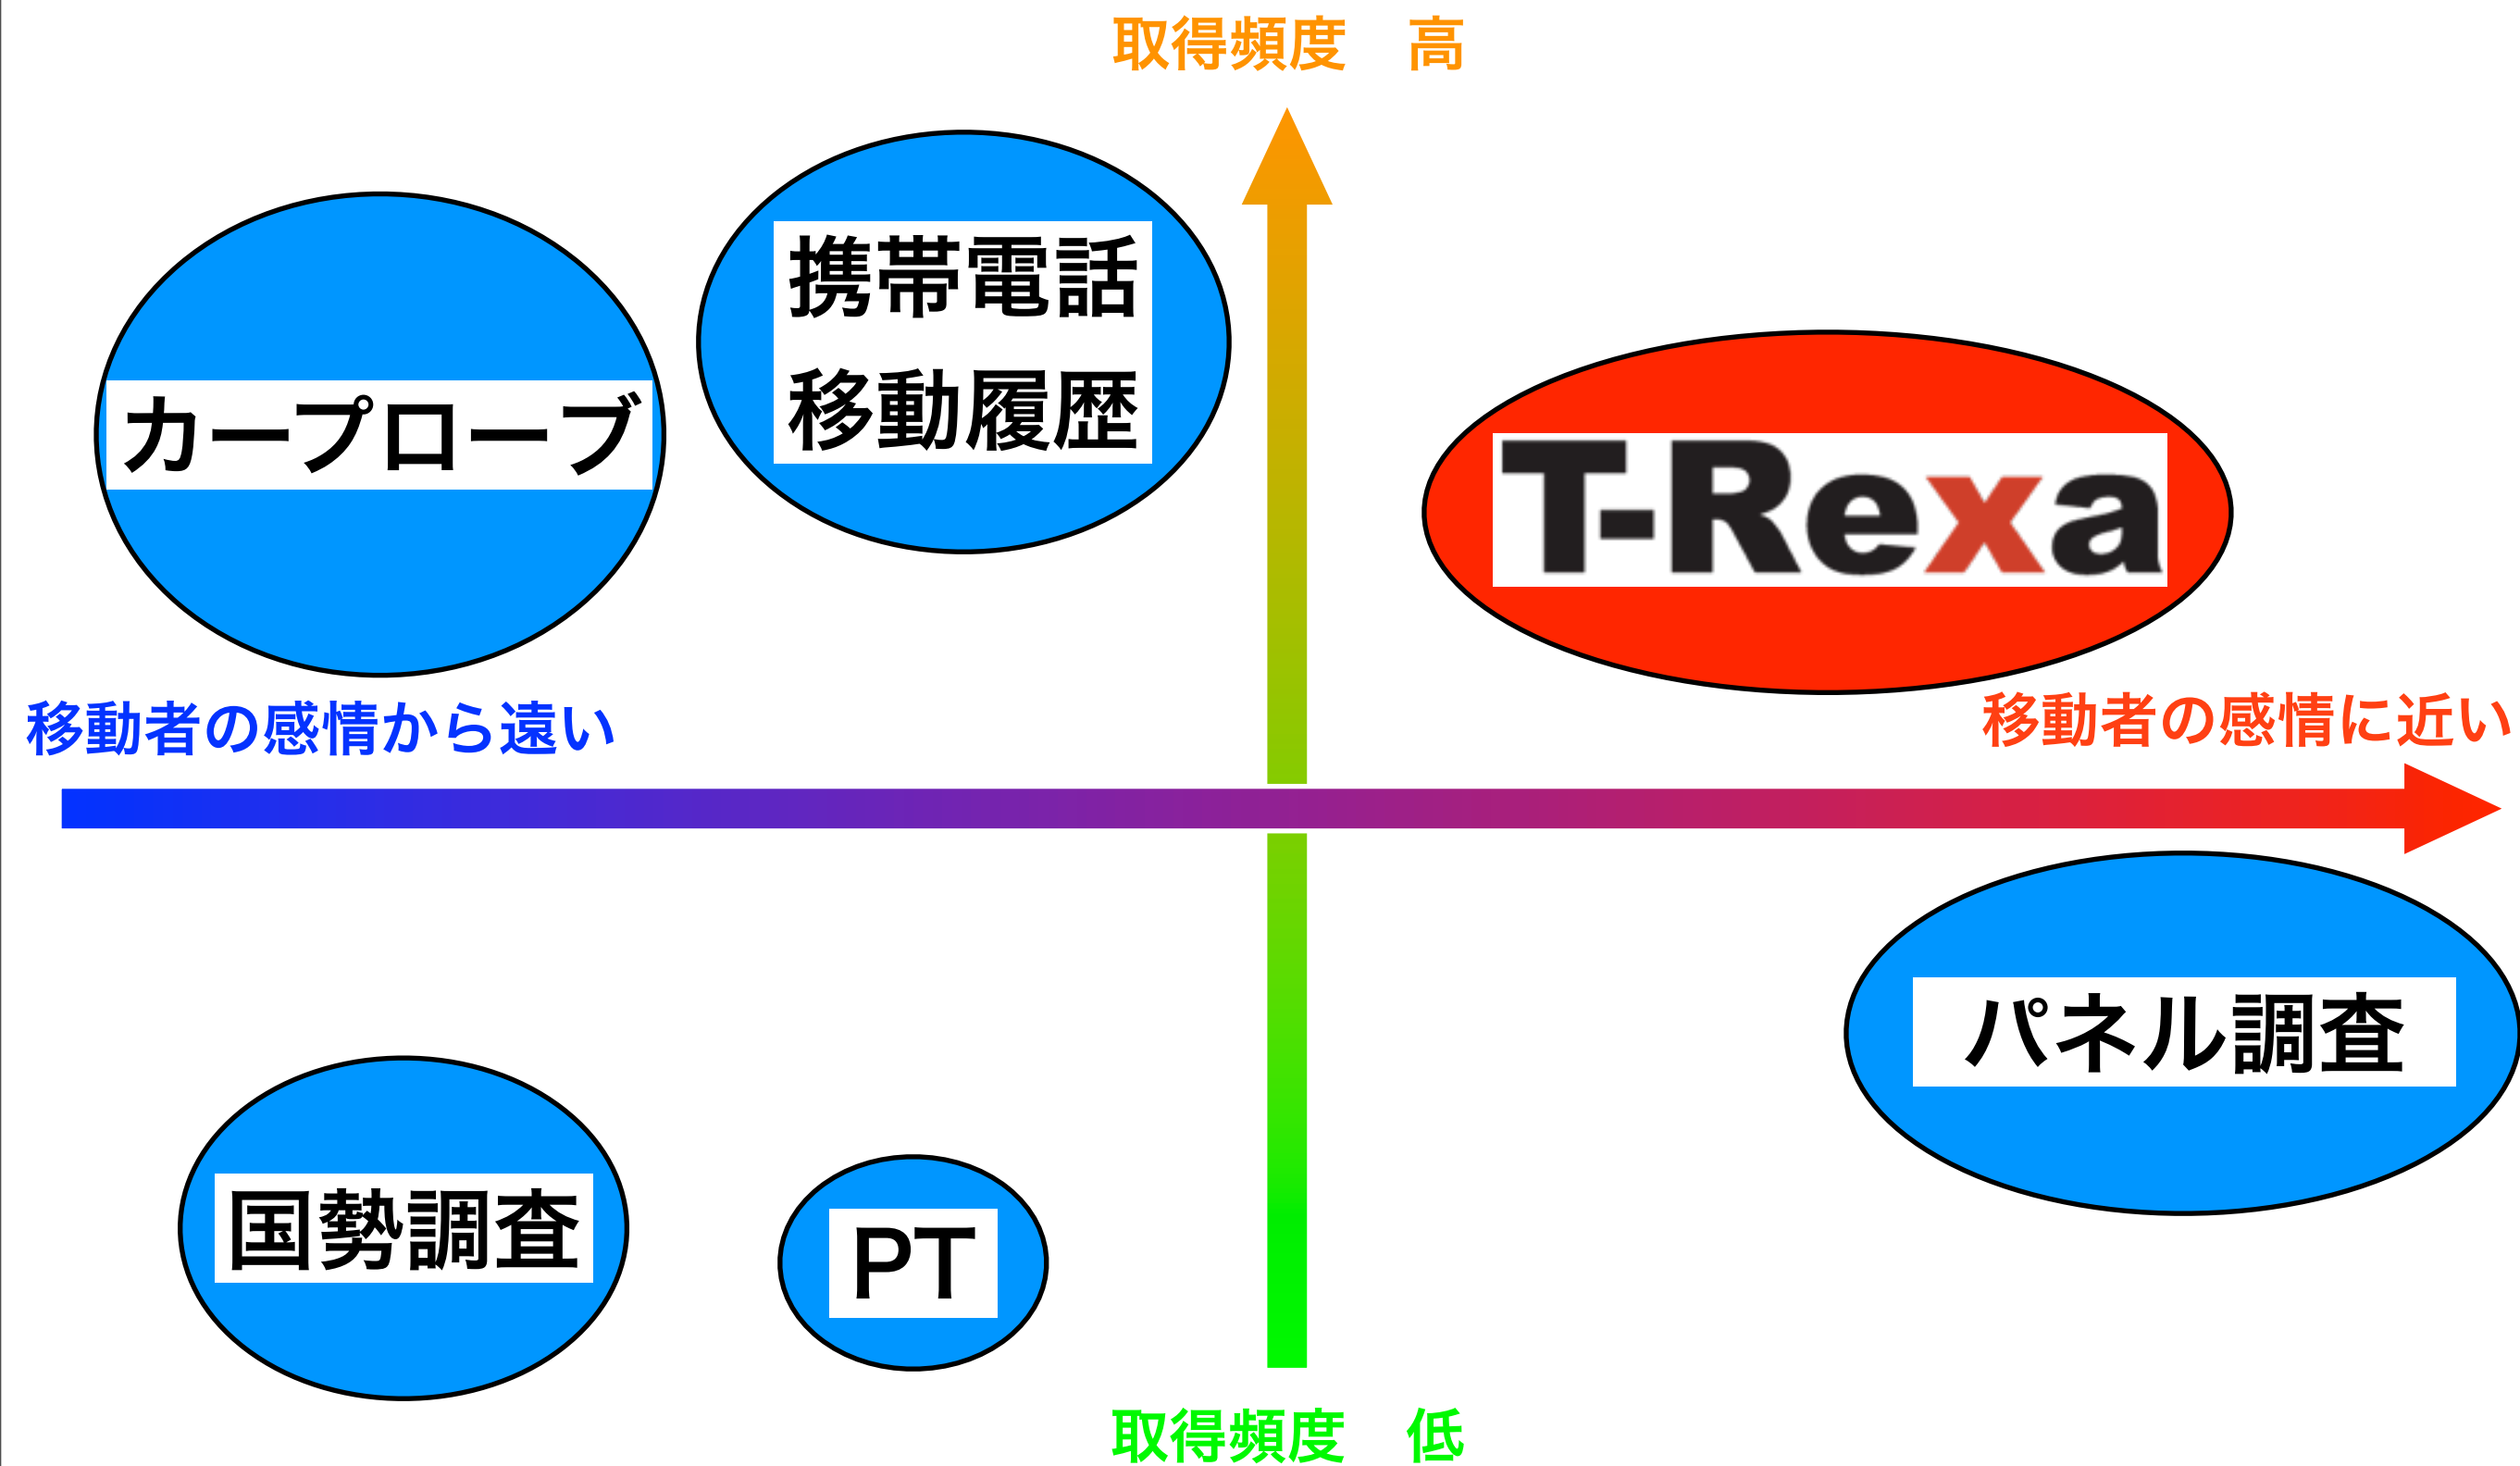 取得頻度　高
携帯電話
移動履歴
カープローブ
T-Rexa
移動者の感情から遠い
移動者の感情に近い
パネル調査
国勢調査
PT
取得頻度　低